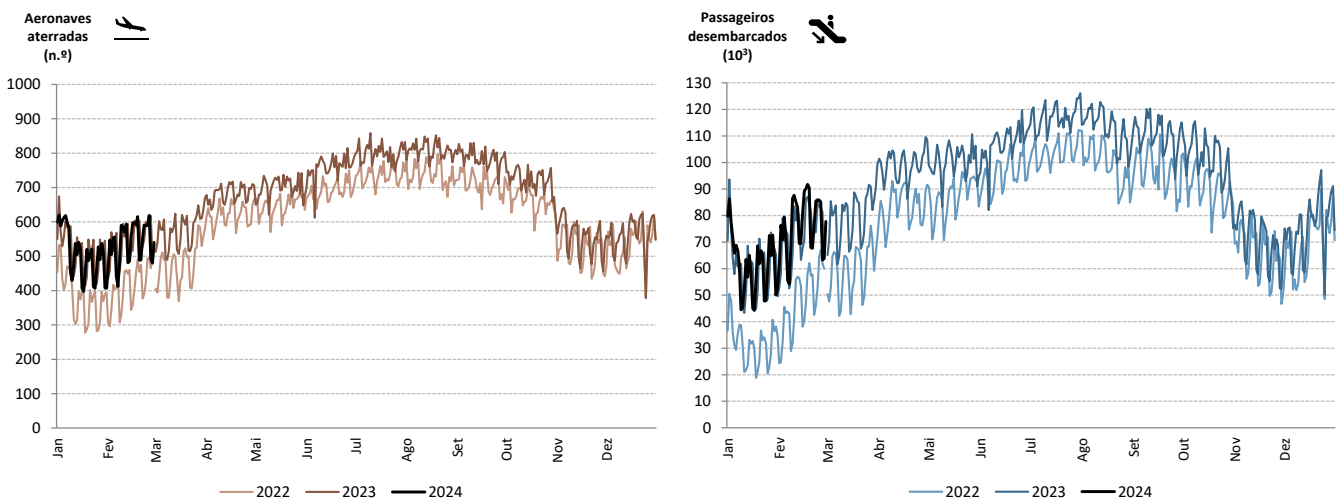 Aeronaves
aterradas
(n.º)
1000
900
800
700
600
500
400
300
200
100
0
Jan
Fev
Mar
Abr
Mai
Jun
Jul
Ago
Set
Out
Nov
Dez
2022
2023
2024
Passageiros
desembarcados
(10³)
130
120
110
100
90
80
70
60
50
40
30
20
10
0
Jan
Fev
Mar
Abr
Mai
Jun
Jul
Ago
Set
Out
Nov
Dez
2022
2023
2024